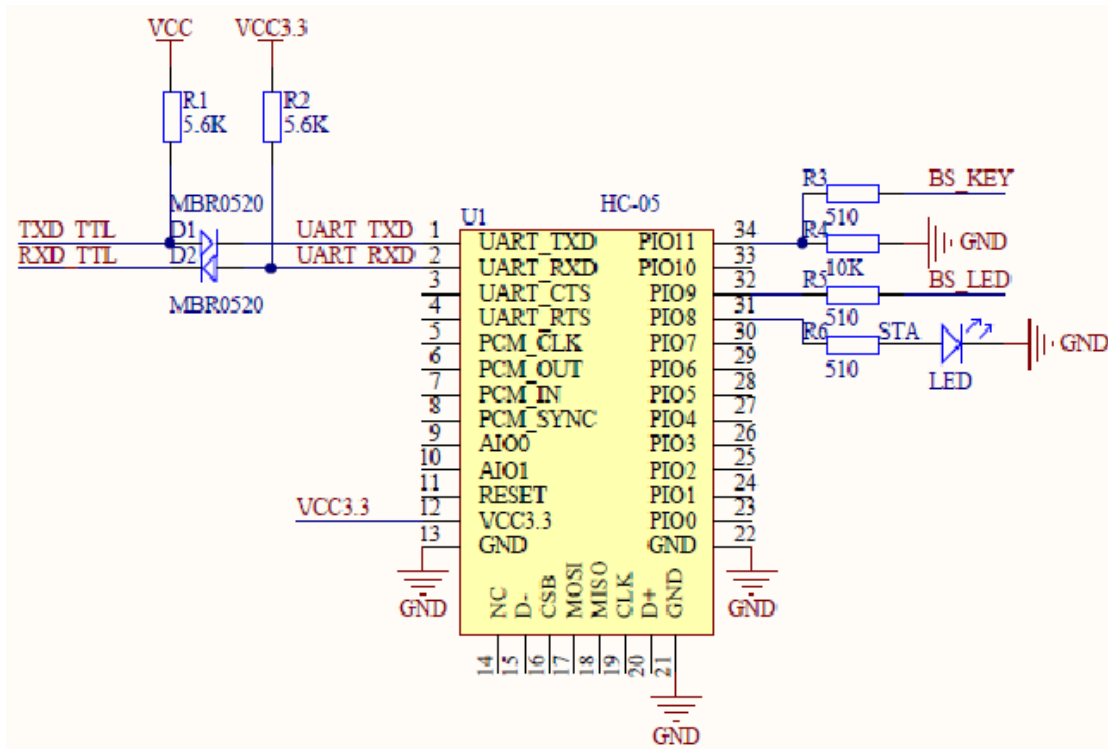 VCC VCC3.3
R1 R2
5.6K 5.6K
MBR0520
TXD_TTL D1 UART_TXD 1
RXD_TTL D2 UART_RXD 2
MBR0520
U1 HC-05
UART_TXD PIO11 34
UART_RXD PIO10 33
3 UART_CTS PIO9 32
4 UART_RTS PIO8 31
5 PCM_CLK PIO7 30
6 PCM_OUT PIO6 29
7 PCM_IN PIO5 28
8 PCM_SYNC PIO4 27
9 AIO0 PIO3 26
10 AIO1 PIO2 25
11 RESET PIO1 24
VCC3.3 12 VCC3.3 PIO0 23
13 GND GND 22
GND GND
NC D- CSB MOSI MISO CLK D+ GND
14 15 16 17 18 19 20 21
GND
R3 BS_KEY
510
R4 GND
10K
R5 BS_LED
510
R6 STA GND
510 LED